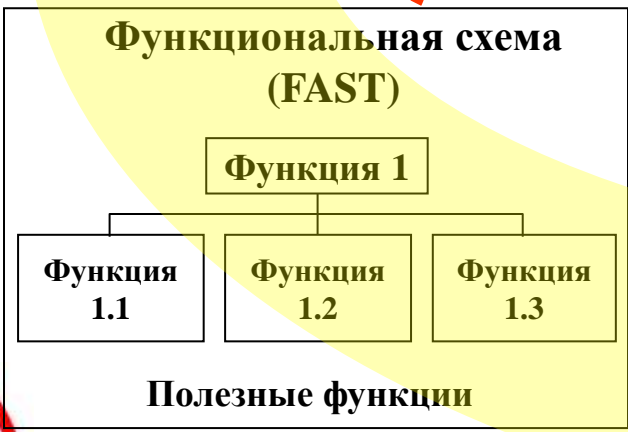 Функциональная схема
(FAST)
Функция 1
Функция
1.1
Функция
1.2
Функция
1.3
Полезные функции